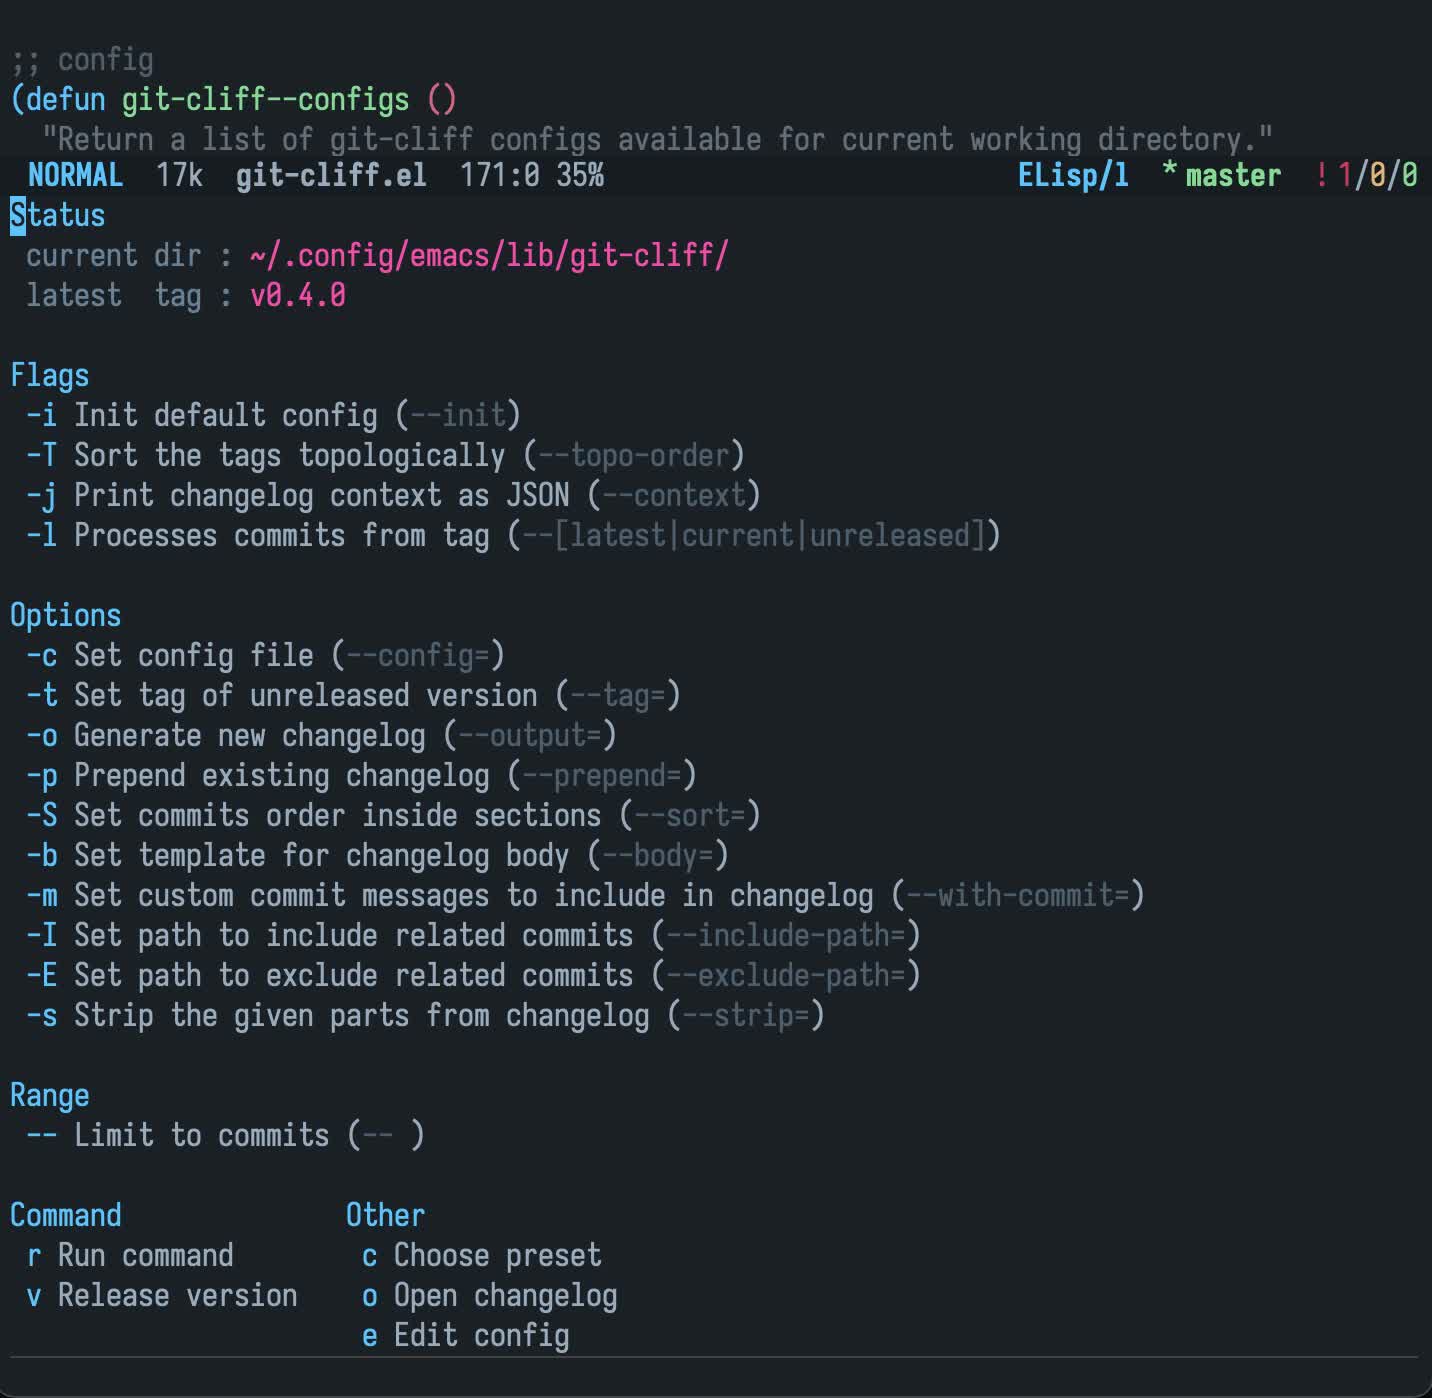 ;; config
(defun git-cliff--configs ()
"Return a list of git-cliff configs available for current working directory."
NORMAL 17k git-cliff.el 171:0 35% ELisp/l *master !1/0/0
Status
current dir : ~/.config/emacs/lib/git-cliff/
latest  tag : v0.4.0
Flags
-i Init default config (--init)
-T Sort the tags topologically (--topo-order)
-j Print changelog context as JSON (--context)
-l Processes commits from tag (--[latest|current|unreleased])
Options
-c Set config file (--config=)
-t Set tag of unreleased version (--tag=)
-o Generate new changelog (--output=)
-p Prepend existing changelog (--prepend=)
-S Set commits order inside sections (--sort=)
-b Set template for changelog body (--body=)
-m Set custom commit messages to include in changelog (--with-commit=)
-I Set path to include related commits (--include-path=)
-E Set path to exclude related commits (--exclude-path=)
-s Strip the given parts from changelog (--strip=)
Range
-- Limit to commits (-- )
Command Other
r Run command c Choose preset
v Release version o Open changelog
e Edit config